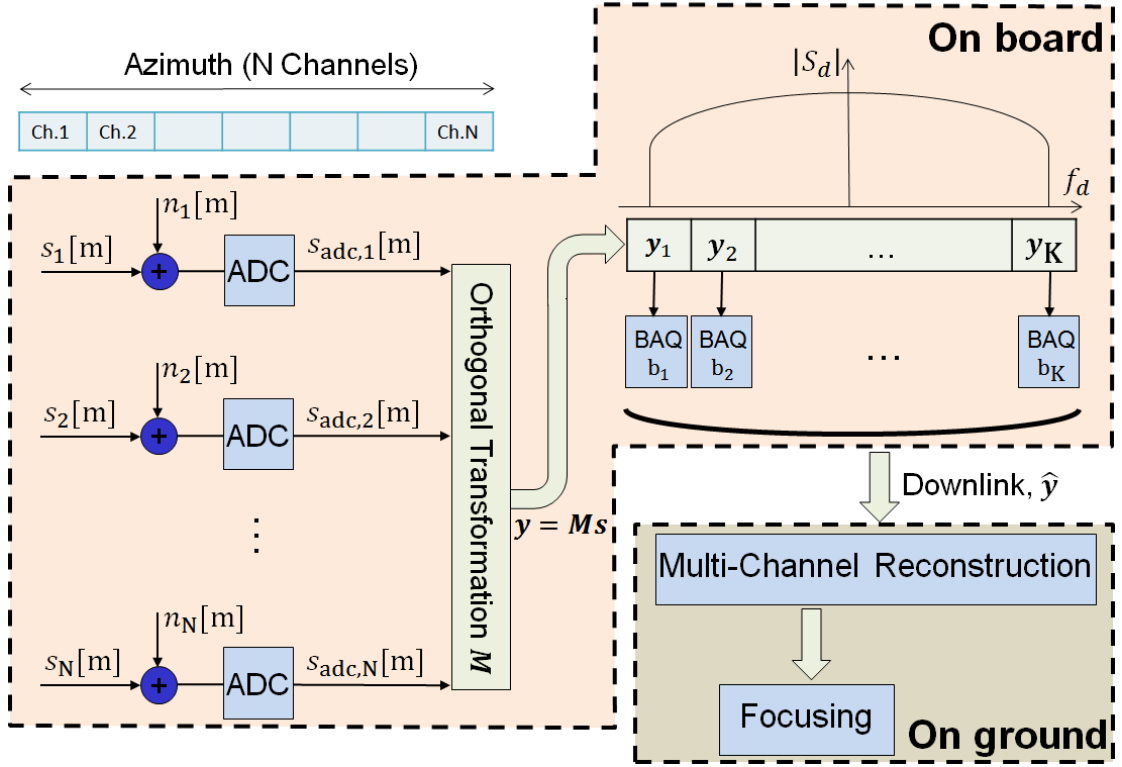 On board
Azimuth (N Channels)
Ch.1 Ch.2 Ch.N
|S_d|
f_d
n_1[m]
s_1[m]
+
ADC
s_adc,1[m]
n_2[m]
s_2[m]
+
ADC
s_adc,2[m]
⋮
n_N[m]
s_N[m]
+
ADC
s_adc,N[m]
Orthogonal Transformation M
y = Ms
y_1 y_2 ... y_K
BAQ b_1
BAQ b_2
...
BAQ b_K
Downlink, ŷ
Multi-Channel Reconstruction
Focusing
On ground